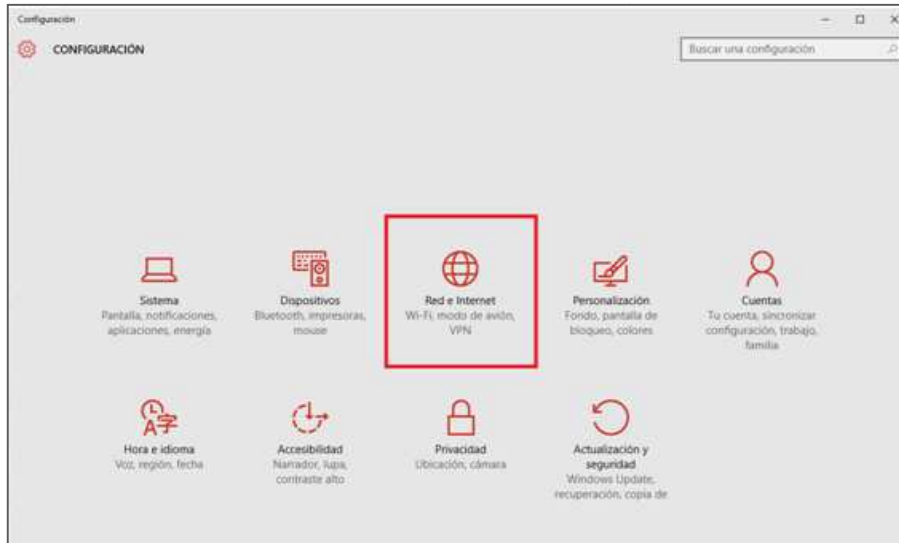 Configuración
CONFIGURACIÓN
Buscar una configuración
Sistema
Pantalla, notificaciones,
aplicaciones, energía
Dispositivos
Bluetooth, impresoras,
mouse
Red e Internet
Wi-Fi, modo de avión,
VPN
Personalización
Fondo, pantalla de
bloqueo, colores
Cuentas
Tu cuenta, sincronizar
configuración, trabajo,
familia
A字
Hora e idioma
Voz, región, fecha
Accesibilidad
Narrador, lupa,
contraste alto
Privacidad
Ubicación, cámara
Actualización y
seguridad
Windows Update,
recuperación, copia de